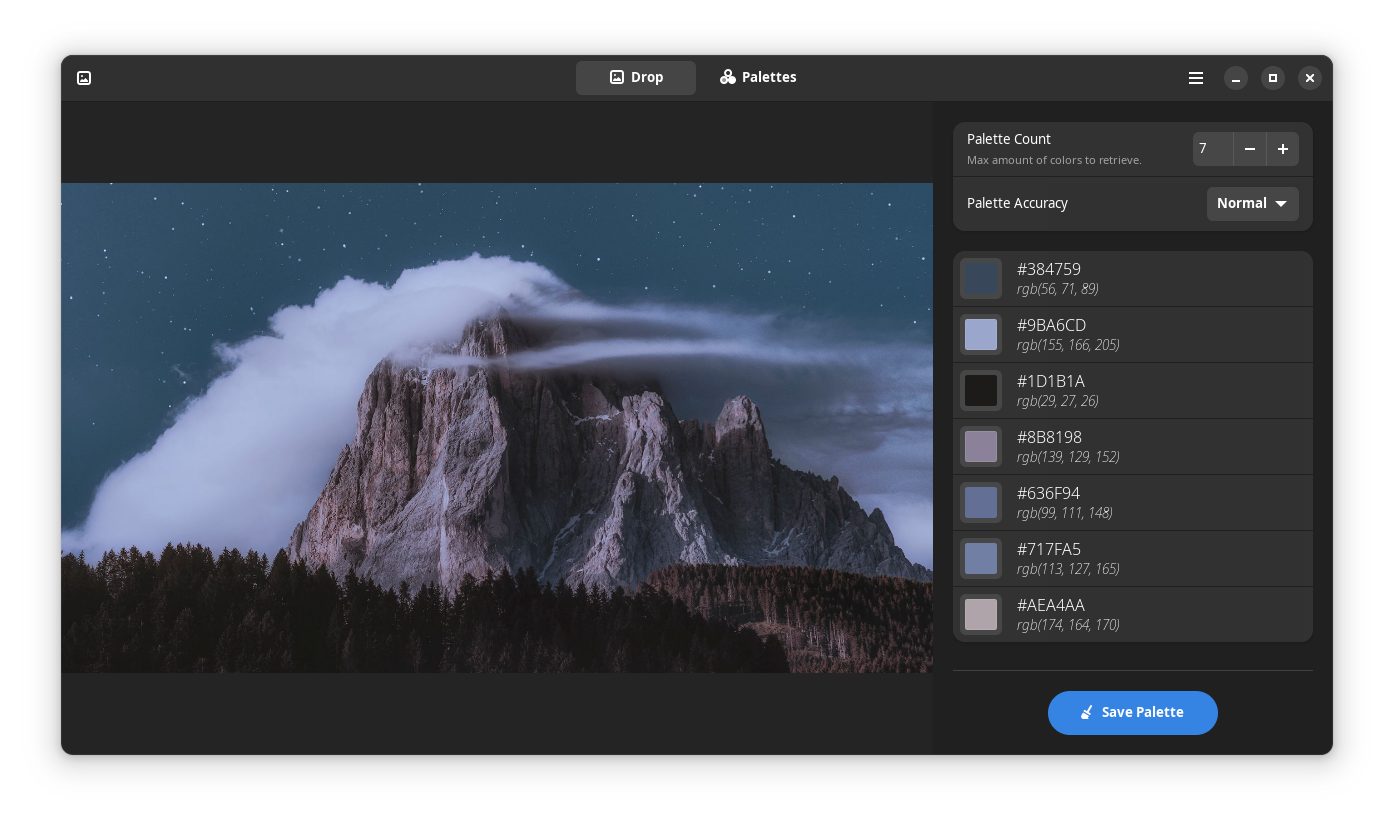 Drop
Palettes
Palette Count
Max amount of colors to retrieve.
7
Palette Accuracy
Normal
#384759
rgb(56, 71, 89)
#9BA6CD
rgb(155, 166, 205)
#1D1B1A
rgb(29, 27, 26)
#8B8198
rgb(139, 129, 152)
#636F94
rgb(99, 111, 148)
#717FA5
rgb(113, 127, 165)
#AEA4AA
rgb(174, 164, 170)
Save Palette